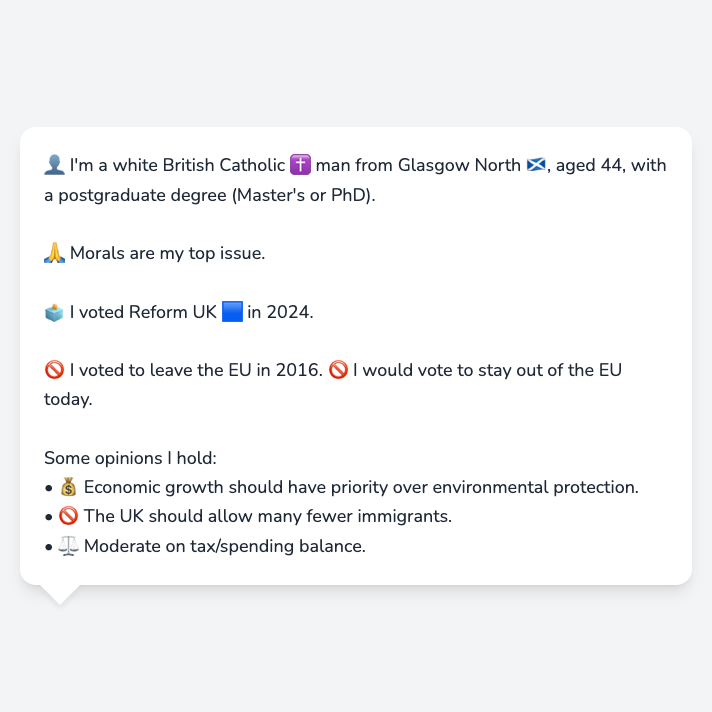 👤 I'm a white British Catholic ✝️ man from Glasgow North 🏴󠁧󠁢󠁳󠁣󠁴󠁿, aged 44, with
a postgraduate degree (Master's or PhD).
🙏 Morals are my top issue.
🗳️ I voted Reform UK 🟦 in 2024.
🚫 I voted to leave the EU in 2016. 🚫 I would vote to stay out of the EU
today.
Some opinions I hold:
• 💰 Economic growth should have priority over environmental protection.
• 🚫 The UK should allow many fewer immigrants.
• ⚖️ Moderate on tax/spending balance.